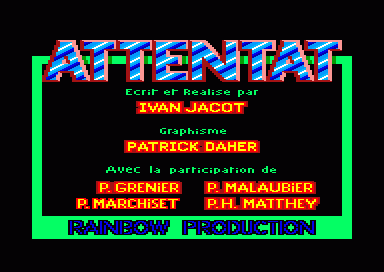 ATTENTAT
Ecrit et Realise par
IVAN JACOT
Graphisme
PATRICK DAHER
Avec la participation de
P. GRENIER P. MALAUBIER
P. MARCHISET P.H. MATTHEY
RAINBOW PRODUCTION